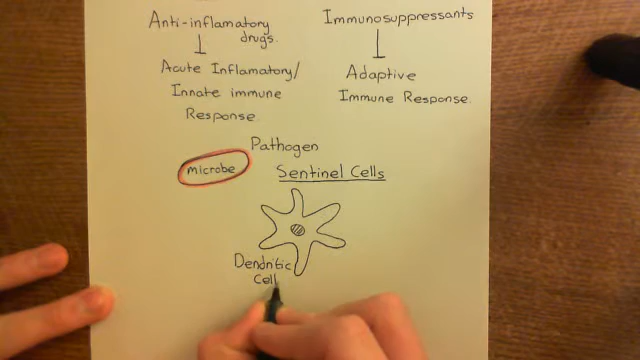 Anti-inflamatory
drugs.
Immunosuppressants
Acute Inflamatory/
Innate immune
Response
Adaptive
Immune Response.
Pathogen
microbe
Sentinel Cells
Dendritic
Cell